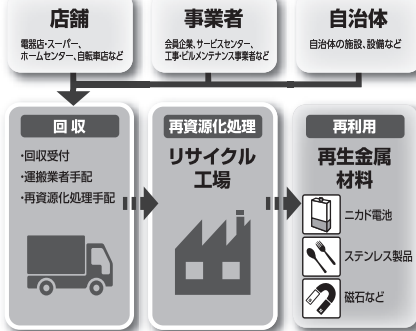 店舗
電器店・スーパー、
ホームセンター、自転車店など
事業者
会員企業、サービスセンター、
工事・ビルメンテナンス事業者など
自治体
自治体の施設、設備など
回収
・回収受付
・運搬業者手配
・再資源化処理手配
再資源化処理
リサイクル
工場
再利用
再生金属
材料
ニカド電池
ステンレス製品
磁石など